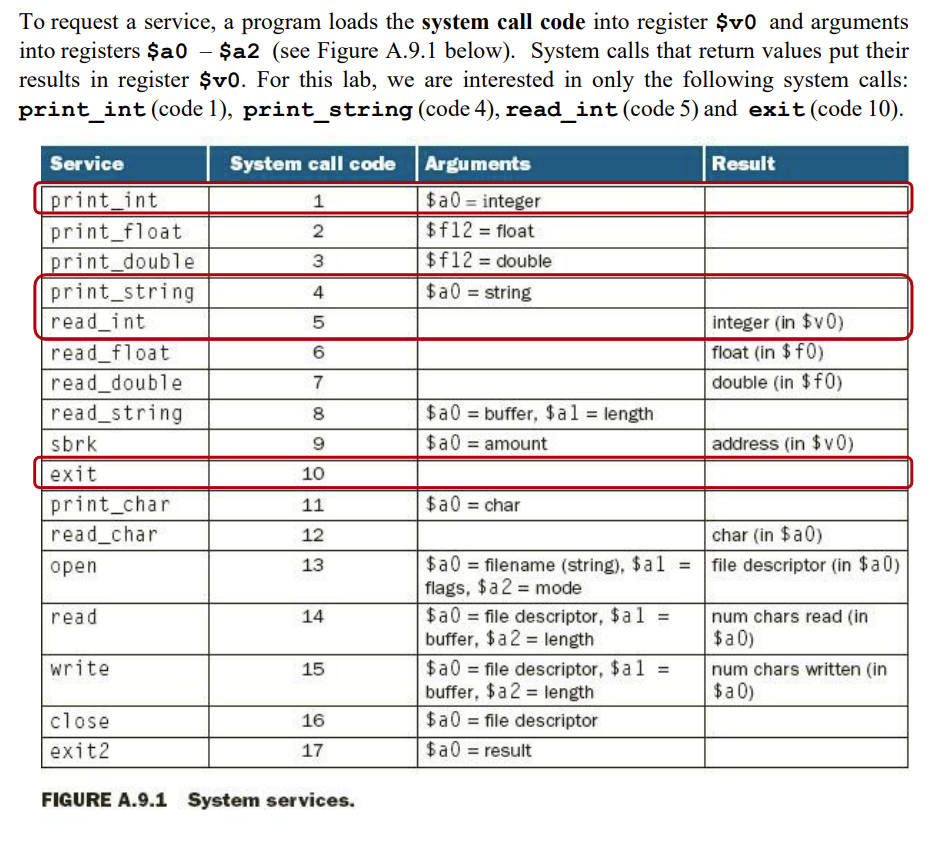 To request a service, a program loads the system call code into register $v0 and arguments
into registers $a0 – $a2 (see Figure A.9.1 below). System calls that return values put their
results in register $v0. For this lab, we are interested in only the following system calls:
print_int (code 1), print_string (code 4), read_int (code 5) and exit (code 10).
Service System call code Arguments Result
print_int 1 $a0 = integer
print_float 2 $f12 = float
print_double 3 $f12 = double
print_string 4 $a0 = string
read_int 5 integer (in $v0)
read_float 6 float (in $f0)
read_double 7 double (in $f0)
read_string 8 $a0 = buffer, $a1 = length
sbrk 9 $a0 = amount address (in $v0)
exit 10
print_char 11 $a0 = char
read_char 12 char (in $a0)
open 13 $a0 = filename (string), $a1 = file descriptor (in $a0)
flags, $a2 = mode
read 14 $a0 = file descriptor, $a1 = num chars read (in
buffer, $a2 = length $a0)
write 15 $a0 = file descriptor, $a1 = num chars written (in
buffer, $a2 = length $a0)
close 16 $a0 = file descriptor
exit2 17 $a0 = result
FIGURE A.9.1 System services.